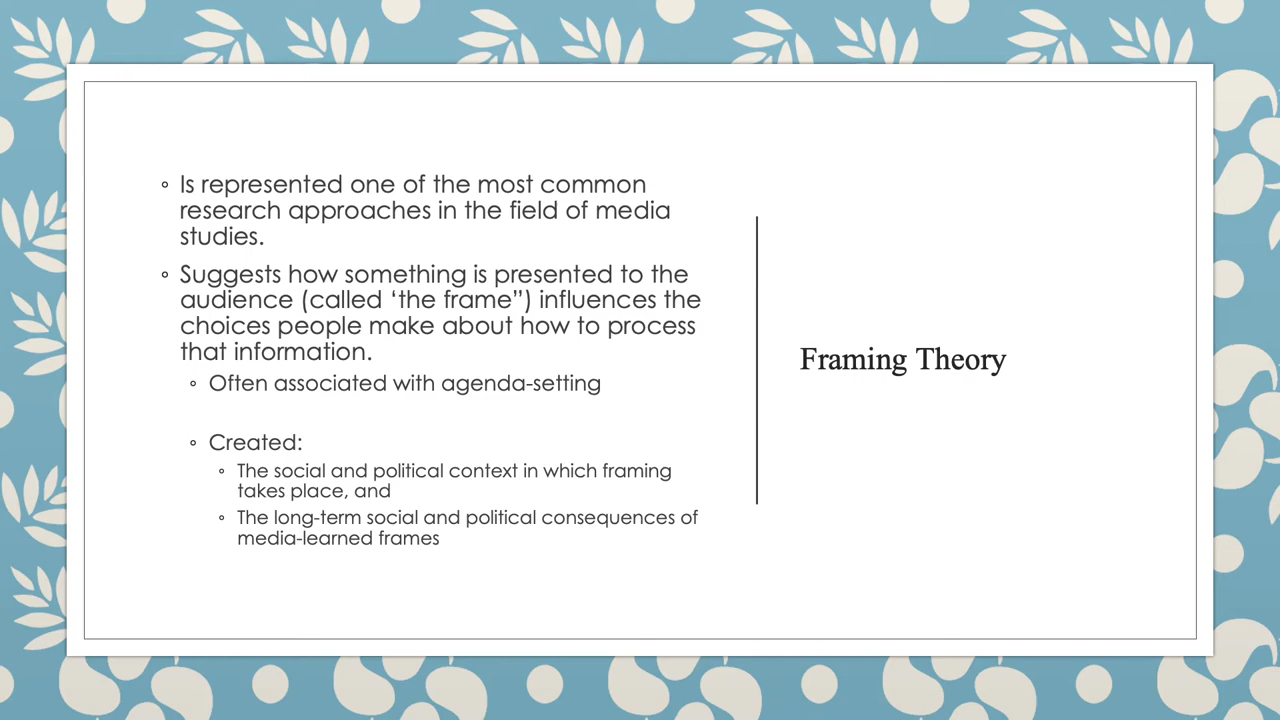 ◦ Is represented one of the most common
research approaches in the field of media
studies.
◦ Suggests how something is presented to the
audience (called ‘the frame”) influences the
choices people make about how to process
that information.
◦ Often associated with agenda-setting
◦ Created:
◦ The social and political context in which framing
takes place, and
◦ The long-term social and political consequences of
media-learned frames
Framing Theory